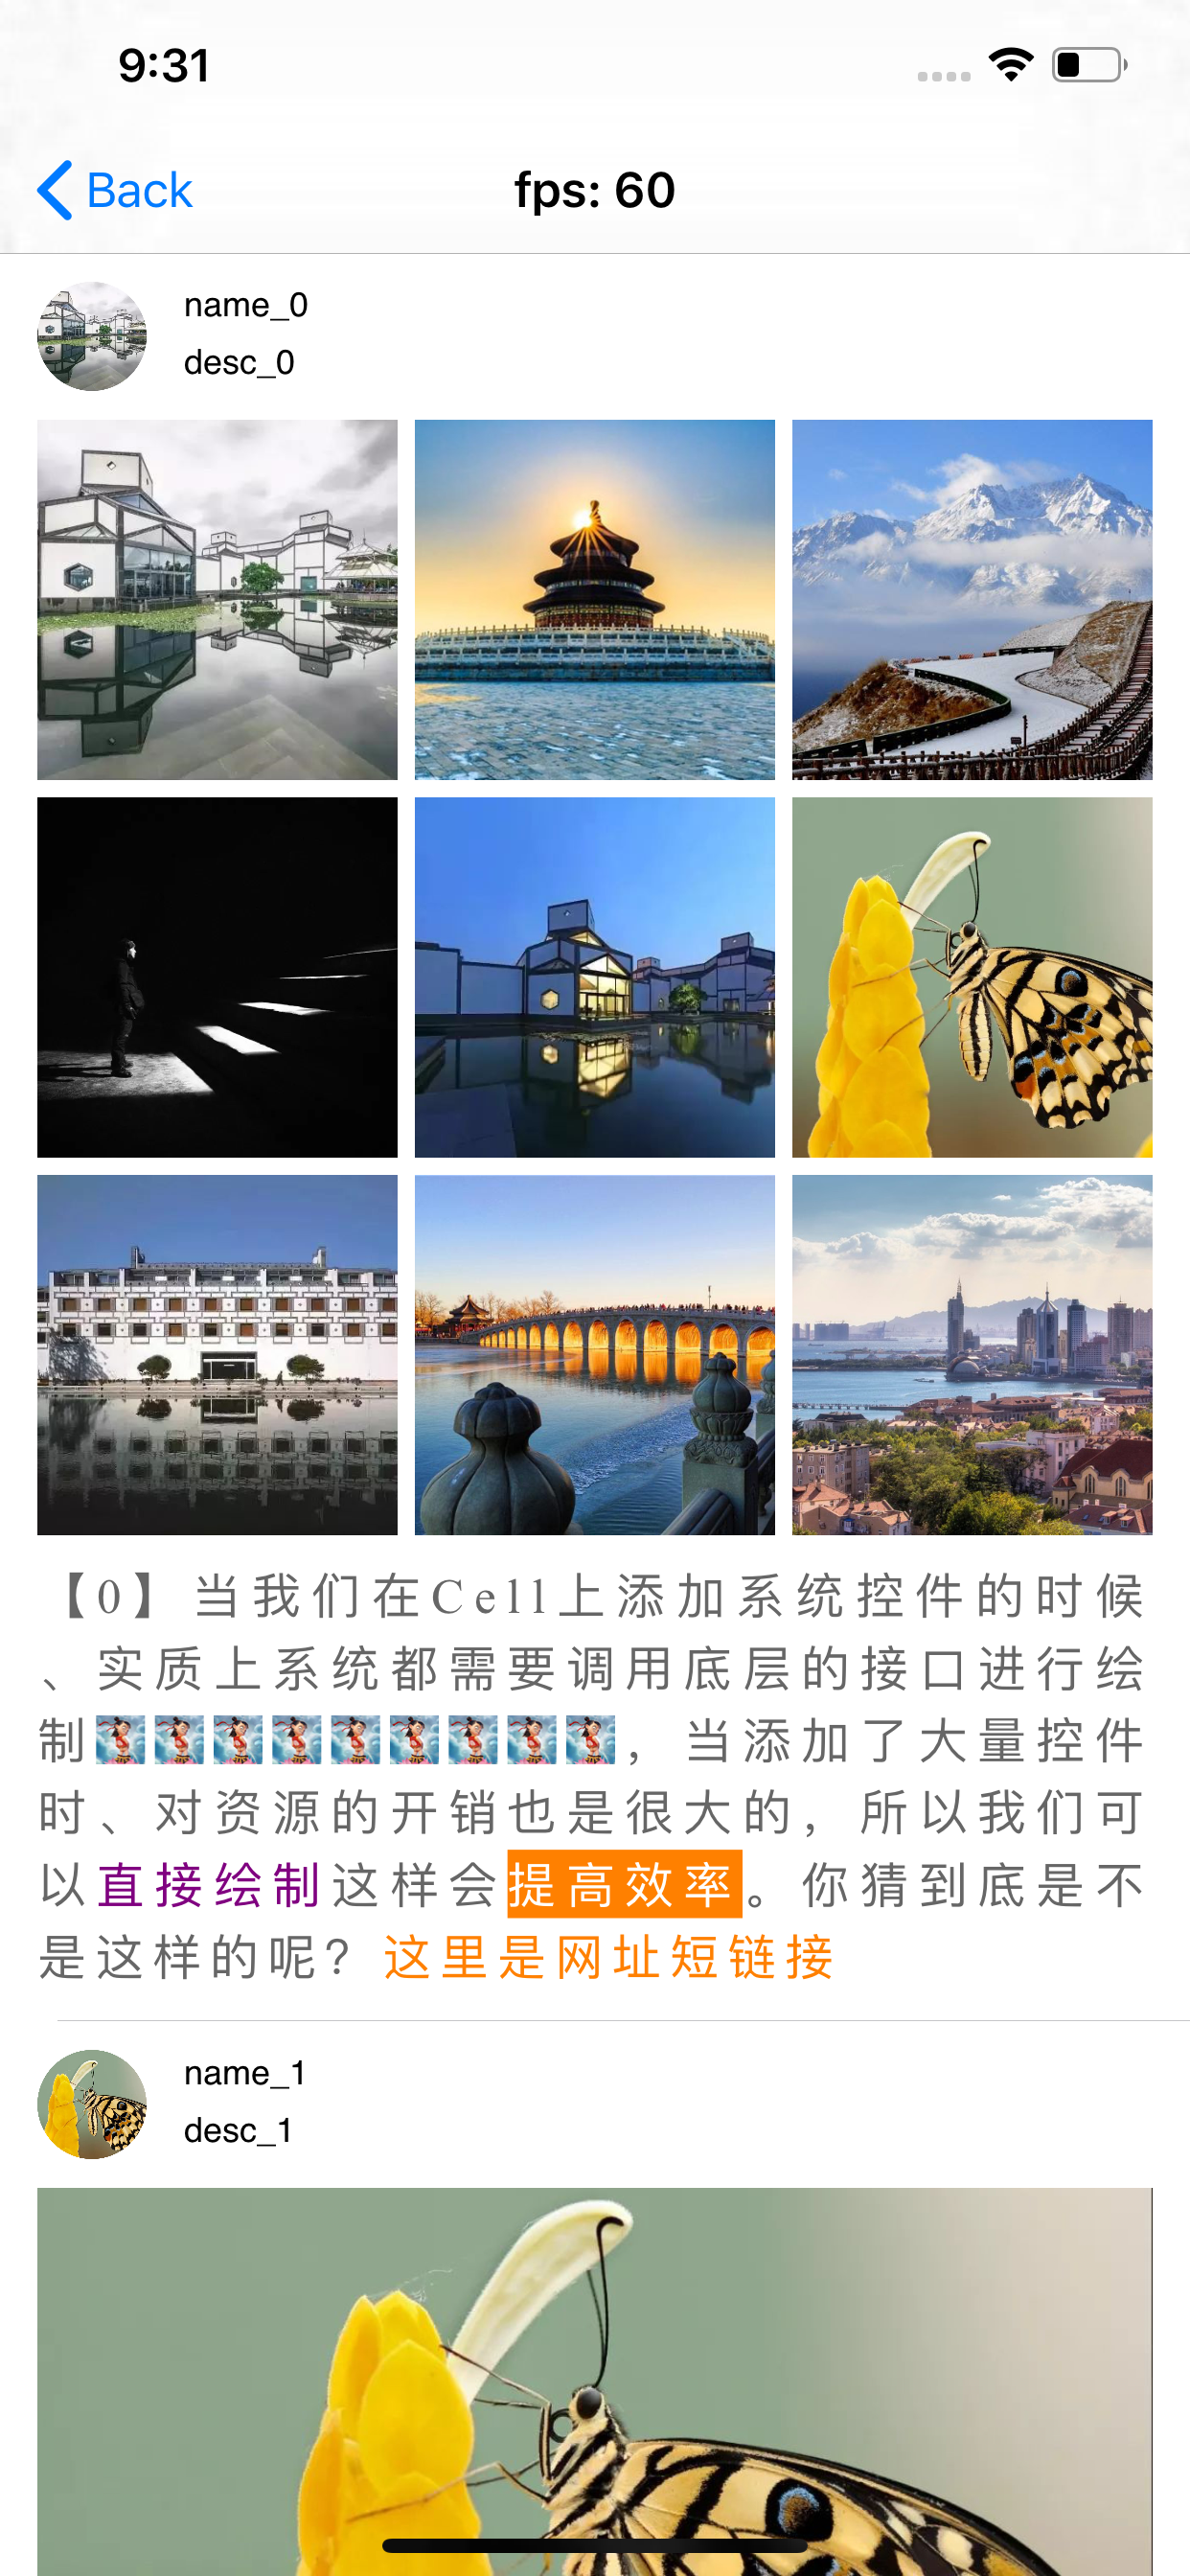 9:31
Back
fps: 60
name_0
desc_0
【0】当我们在Cell上添加系统控件的时候
、实质上系统都需要调用底层的接口进行绘
制，当添加了大量控件
时、对资源的开销也是很大的，所以我们可
以直接绘制这样会提高效率。你猜到底是不
是这样的呢？这里是网址短链接
name_1
desc_1